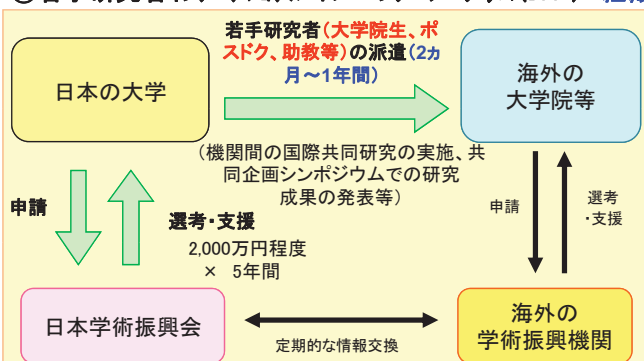 若手研究者(大学院生、ポ
スドク、助教等)の派遣(2ヵ
月～1年間)
日本の大学
海外の
大学院等
(機関間の国際共同研究の実施、共
同企画シンポジウムでの研究
成果の発表等)
申請
選考・支援
2,000万円程度
× 5年間
申請
選考
・支援
日本学術振興会
定期的な情報交換
海外の
学術振興機関